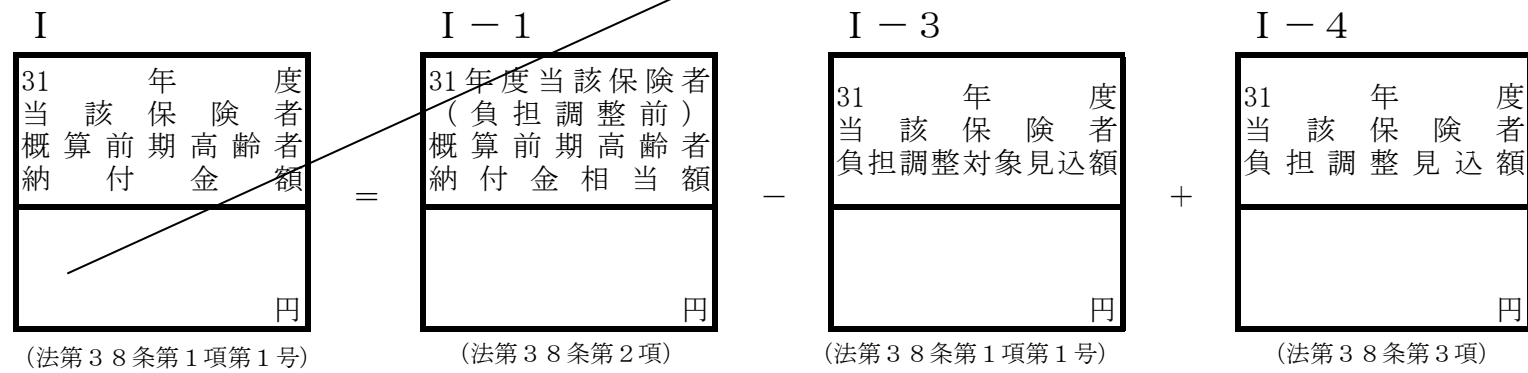 Ⅰ
31年度
当該保険者
概算前期高齢者
納付金額
円
(法第38条第1項第1号)
=
Ⅰ-1
31年度当該保険者
(負担調整前)
概算前期高齢者
納付金相当額
円
(法第38条第2項)
-
Ⅰ-3
31年度
当該保険者
負担調整対象見込額
円
(法第38条第1項第1号)
+
Ⅰ-4
31年度
当該保険者
負担調整見込額
円
(法第38条第3項)